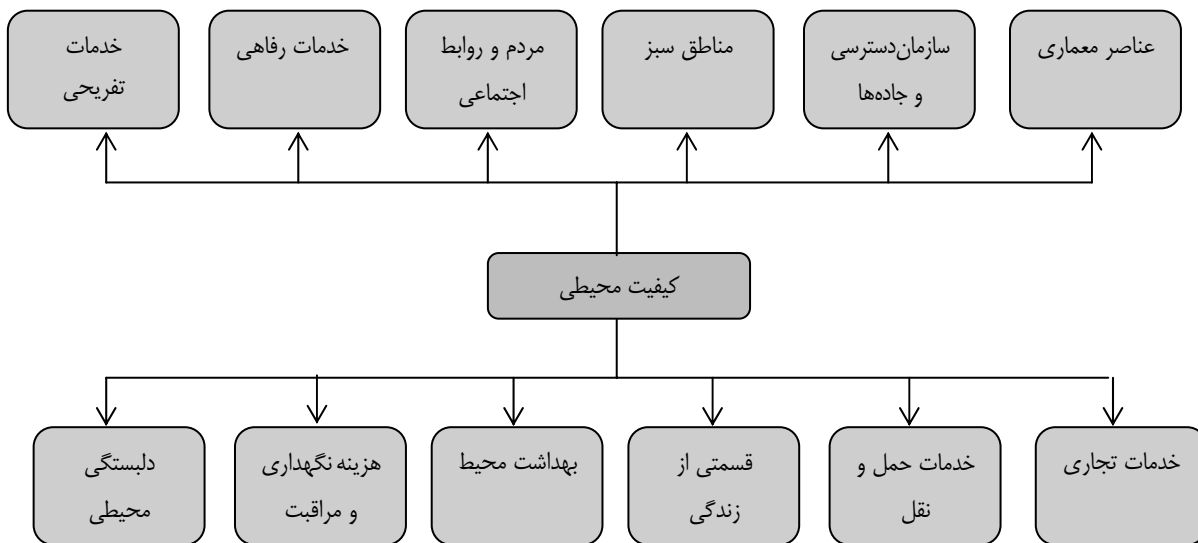 عناصر معماری
سازمان‌دسترسی
و جاده‌ها
مناطق سبز
مردم و روابط
اجتماعی
خدمات رفاهی
خدمات
تفریحی
کیفیت محیطی
خدمات تجاری
خدمات حمل و
نقل
قسمتی از
زندگی
بهداشت محیط
هزینه نگهداری
و مراقبت
دلبستگی
محیطی